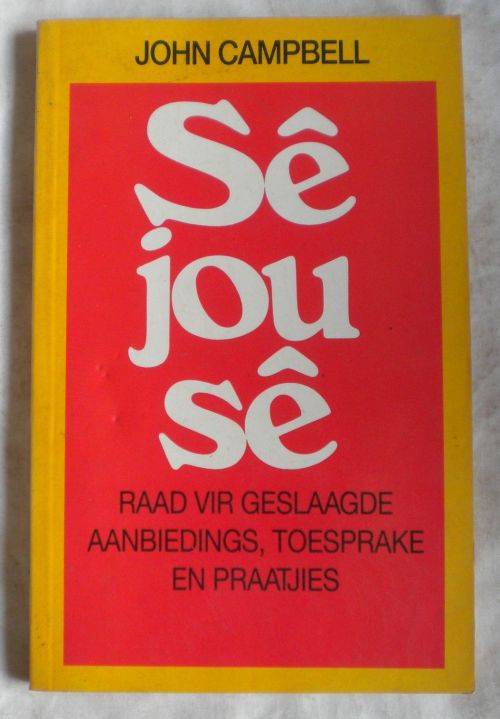 JOHN CAMPBELL
Sê
jou
sê
RAAD VIR GESLAAGDE
AANBIEDINGS, TOESPRAKE
EN PRAATJIES